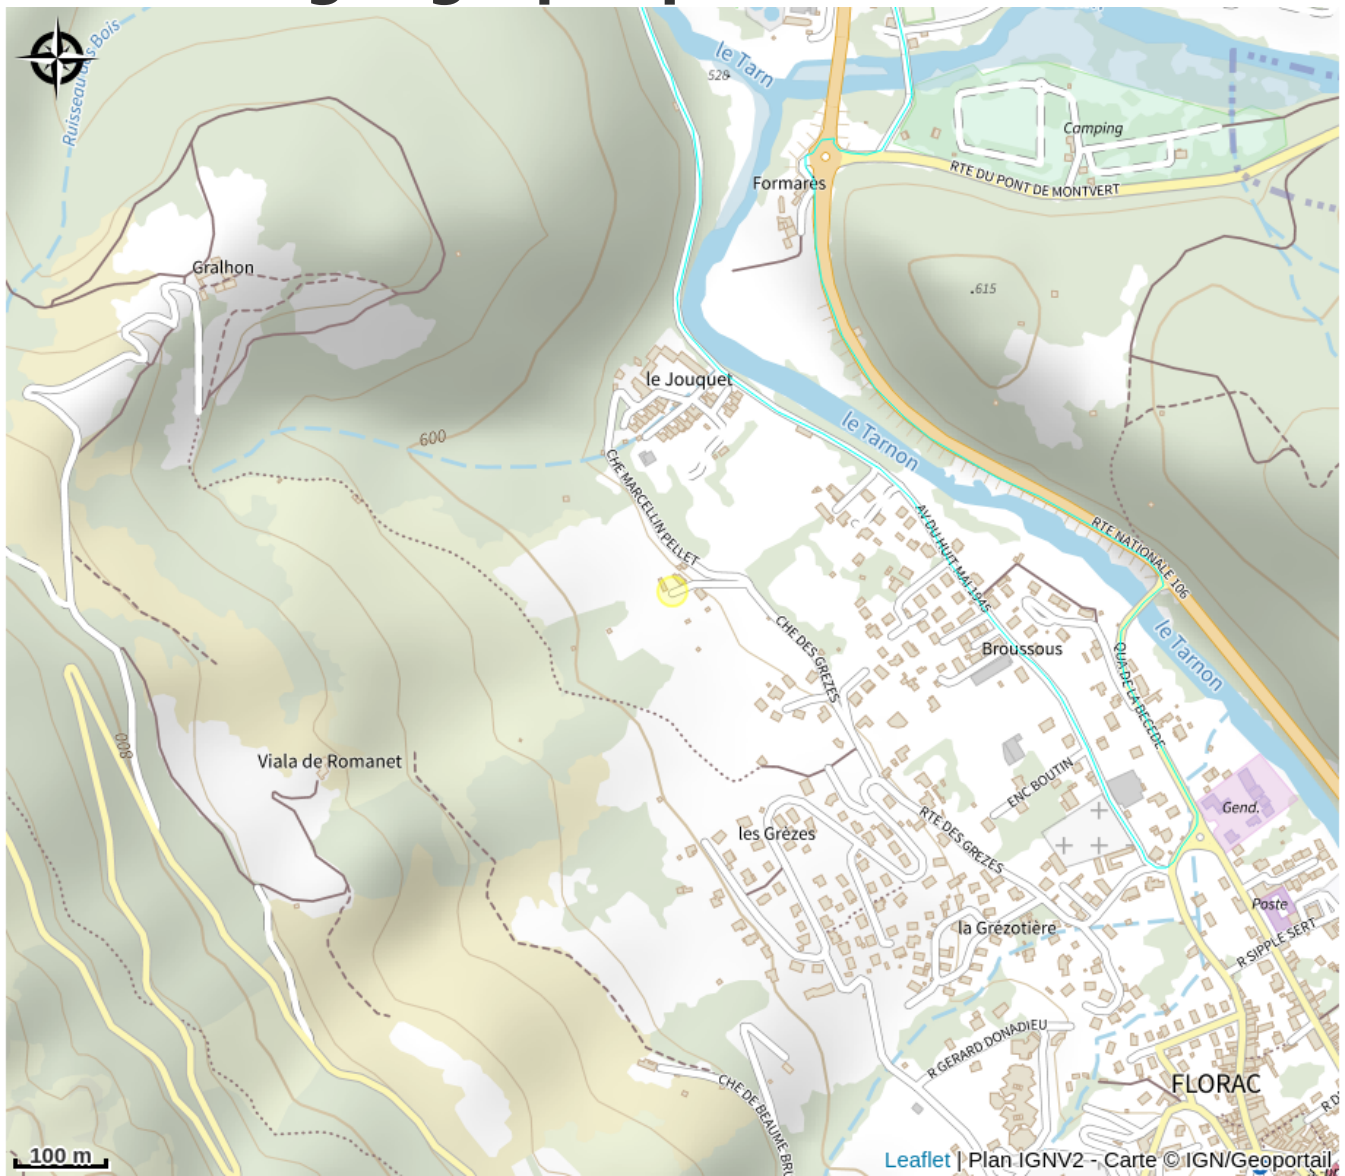 Ruisseau des Bois
le Tarn
528
Camping
RTE DU PONT DE MONTVERT
Formarès
Gralhon
615
le Jouquet
600
le Tarnon
CHE MARCELLIN PELLET
AV DU HUIT MAI 1945
RTE NATIONALE 106
le Tarnon
CHE DES GREZES
Broussous
QUA DE LA BECEDE
800
Viala de Romanet
ENC BOUTIN
Gend.
les Grèzes
RTE DES GREZES
Poste
la Grézotière
R SIPPLE SERT
R GERARD DONADIEU
FLORAC
CHE DE BEAUME BRU
R D
100 m
Leaflet | Plan IGNV2 - Carte © IGN/Geoportail